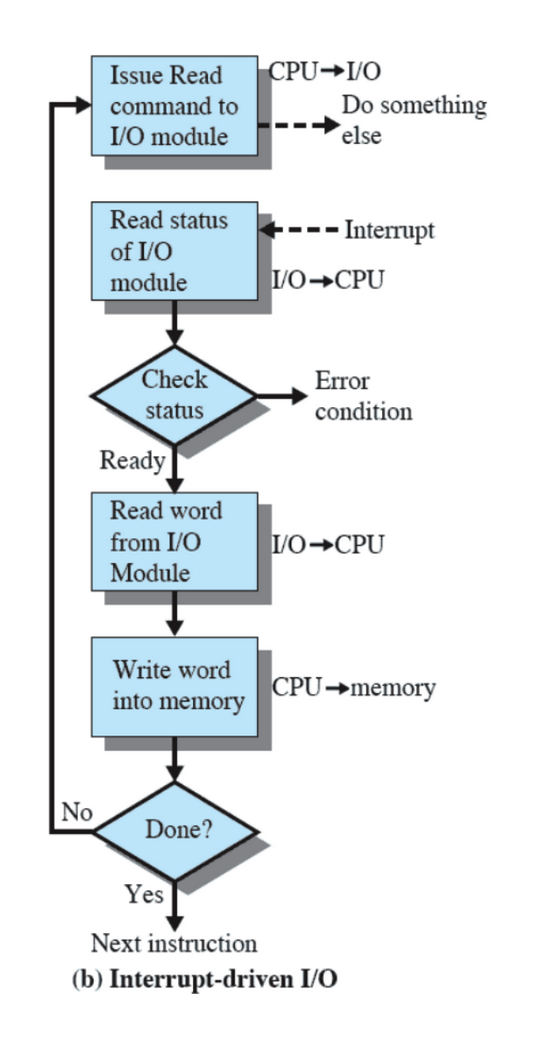 Issue Read
command to
I/O module
CPU→I/O
Do something
else
Read status
of I/O
module
Interrupt
I/O→CPU
Check
status
Error
condition
Ready
Read word
from I/O
Module
I/O→CPU
Write word
into memory
CPU→memory
No
Done?
Yes
Next instruction
(b) Interrupt-driven I/O